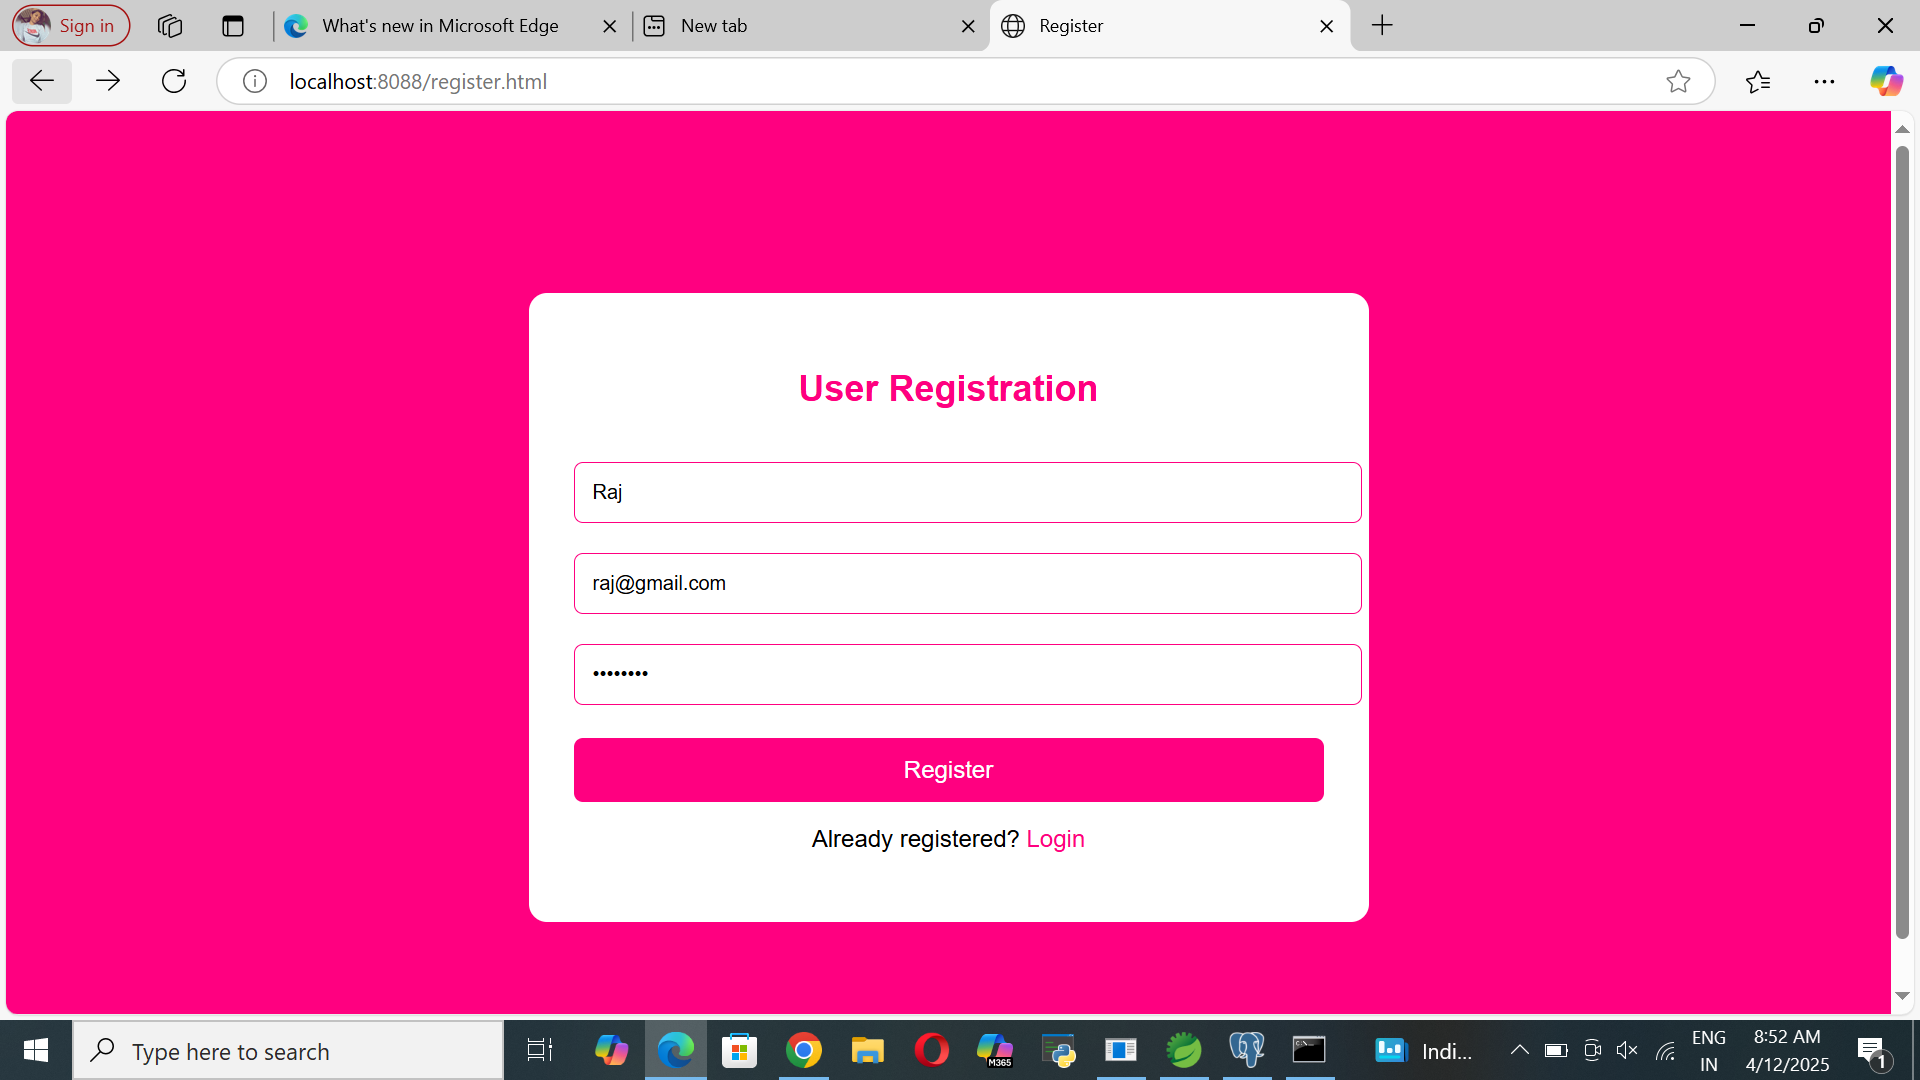 Sign in
What's new in Microsoft Edge
New tab
Register
localhost:8088/register.html
User Registration
Raj
raj@gmail.com
••••••••
Register
Already registered? Login
Type here to search
M365
Indi...
ENG
IN
8:52 AM
4/12/2025
1